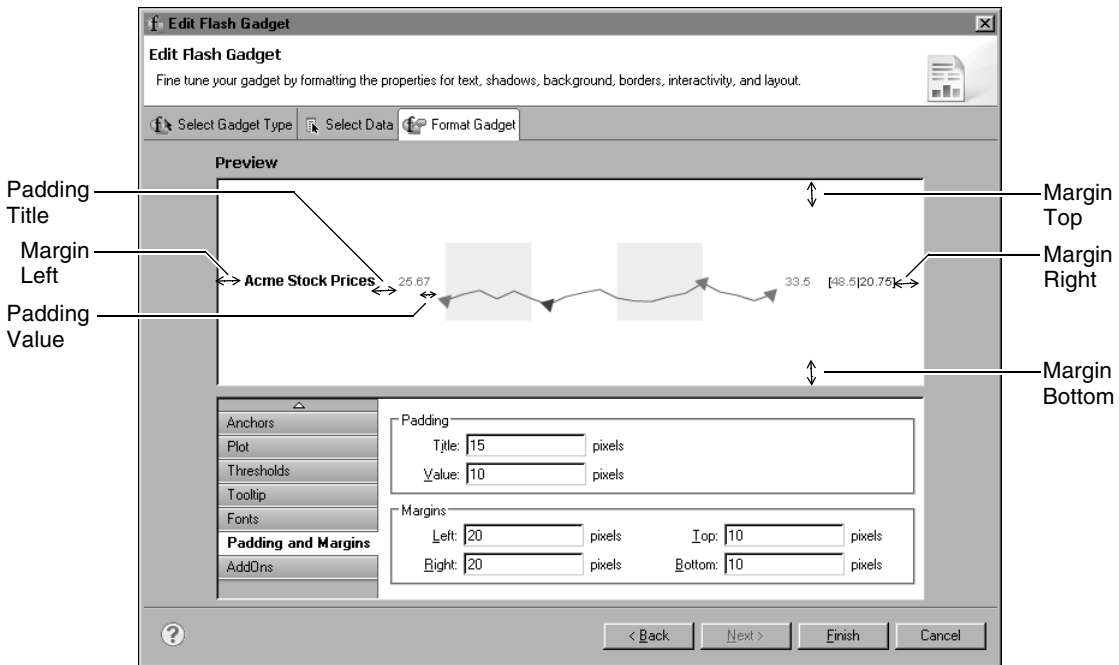 Edit Flash Gadget
Edit Flash Gadget
Fine tune your gadget by formatting the properties for text, shadows, background, borders, interactivity, and layout.
Select Gadget Type
Select Data
Format Gadget
Preview
Padding
Title
Margin
Left
Padding
Value
Acme Stock Prices
25.67
33.5
[48.5|20.75]
Margin
Top
Margin
Right
Margin
Bottom
Anchors
Plot
Thresholds
Tooltip
Fonts
Padding and Margins
AddOns
Padding
Title: 15 pixels
Value: 10 pixels
Margins
Left: 20 pixels
Top: 10 pixels
Right: 20 pixels
Bottom: 10 pixels
?
< Back
Next >
Finish
Cancel